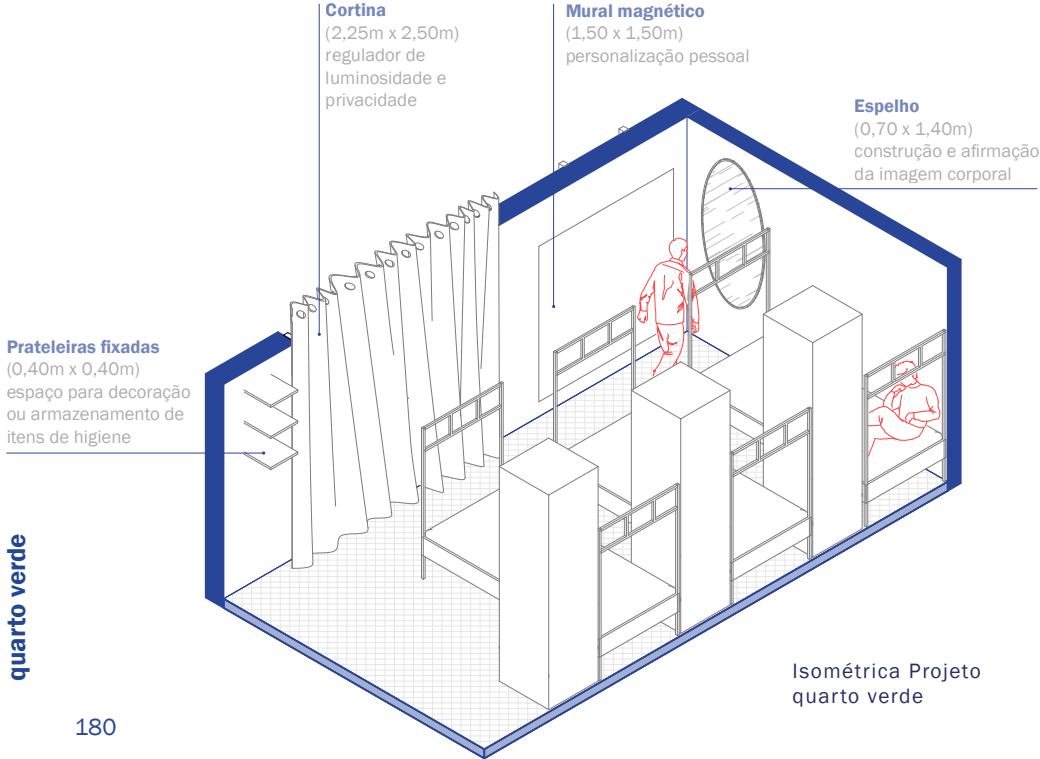 Cortina
(2,25m x 2,50m)
regulador de
luminosidade e
privacidade
Mural magnético
(1,50 x 1,50m)
personalização pessoal
Espelho
(0,70 x 1,40m)
construção e afirmação
da imagem corporal
Prateleiras fixadas
(0,40m x 0,40m)
espaço para decoração
ou armazenamento de
itens de higiene
quarto verde
Isométrica Projeto
quarto verde
180